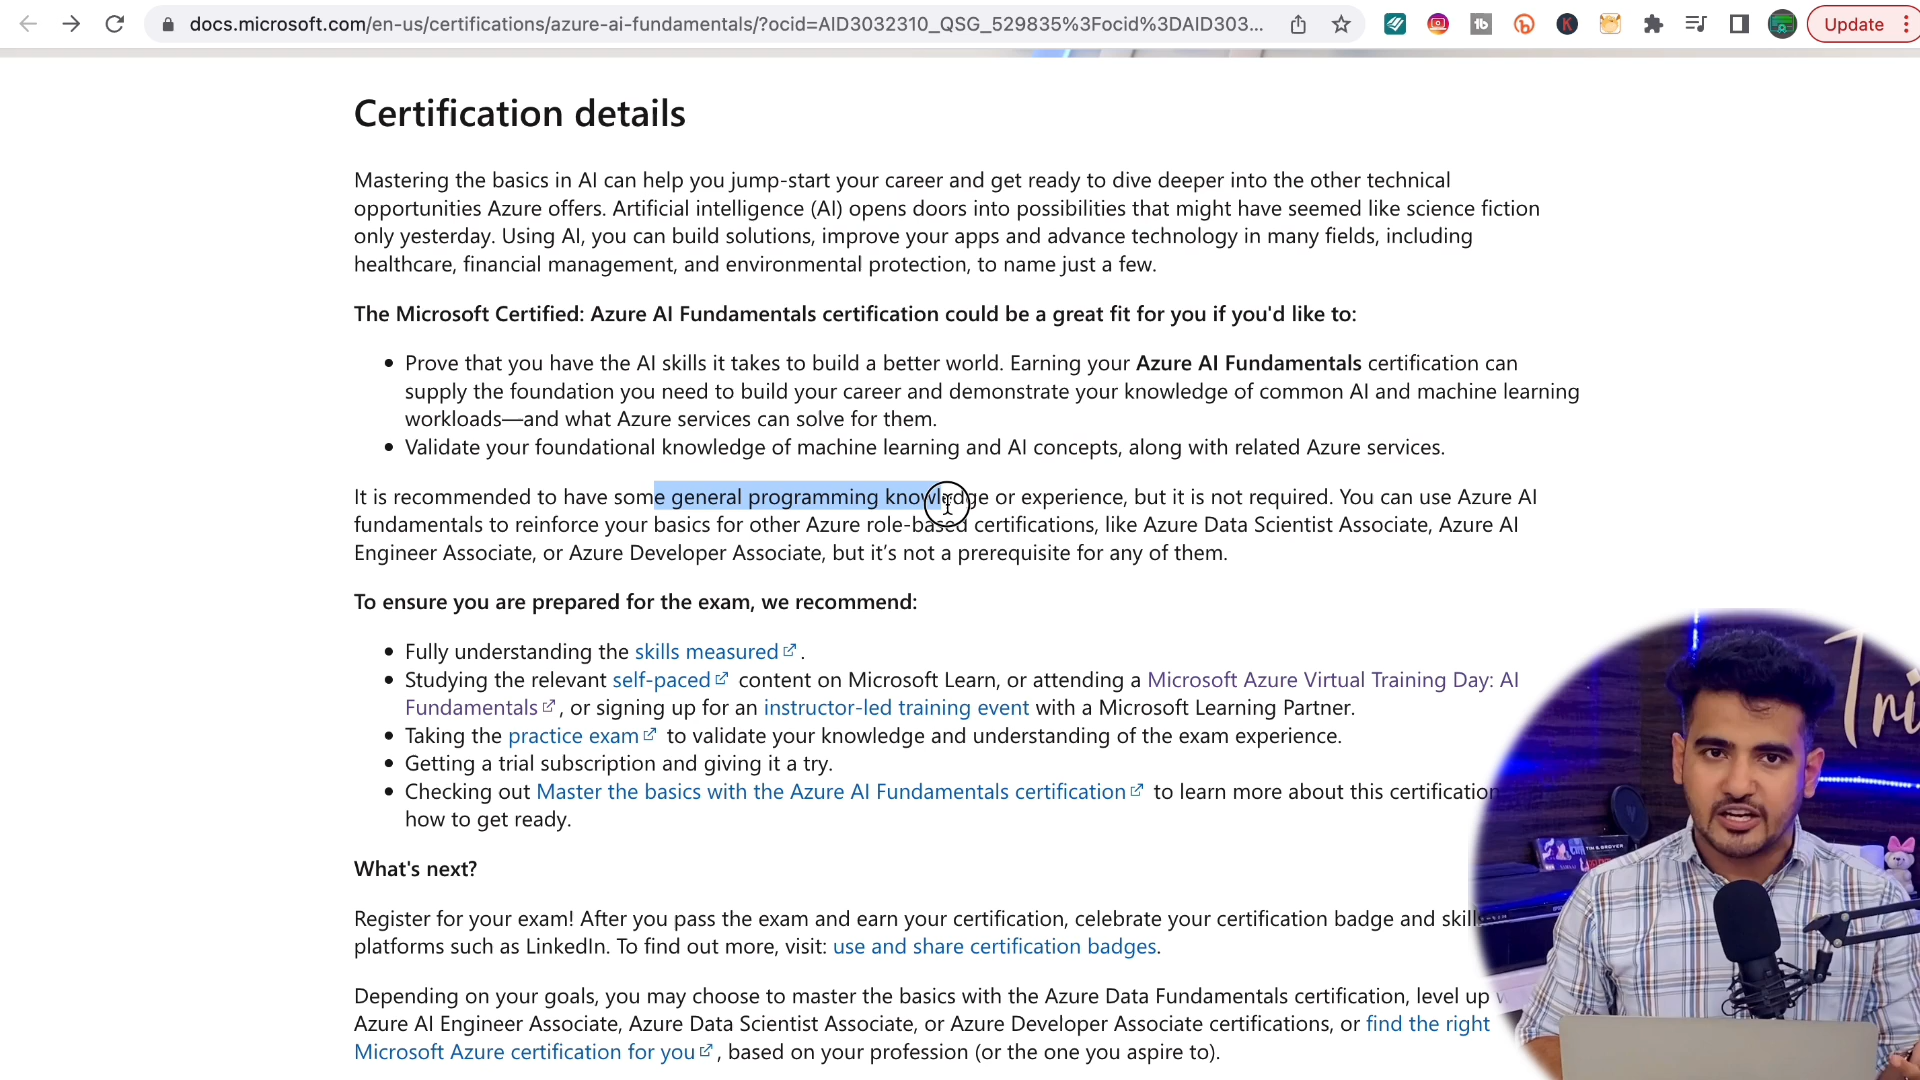 docs.microsoft.com/en-us/certifications/azure-ai-fundamentals/?ocid=AID3032310_QSG_529835%3Focid%3DAID303...
Update
Certification details
Mastering the basics in AI can help you jump-start your career and get ready to dive deeper into the other technical
opportunities Azure offers. Artificial intelligence (AI) opens doors into possibilities that might have seemed like science fiction
only yesterday. Using AI, you can build solutions, improve your apps and advance technology in many fields, including
healthcare, financial management, and environmental protection, to name just a few.
The Microsoft Certified: Azure AI Fundamentals certification could be a great fit for you if you'd like to:
• Prove that you have the AI skills it takes to build a better world. Earning your Azure AI Fundamentals certification can
supply the foundation you need to build your career and demonstrate your knowledge of common AI and machine learning
workloads—and what Azure services can solve for them.
• Validate your foundational knowledge of machine learning and AI concepts, along with related Azure services.
It is recommended to have some general programming knowledge or experience, but it is not required. You can use Azure AI
fundamentals to reinforce your basics for other Azure role-based certifications, like Azure Data Scientist Associate, Azure AI
Engineer Associate, or Azure Developer Associate, but it’s not a prerequisite for any of them.
To ensure you are prepared for the exam, we recommend:
• Fully understanding the skills measured .
• Studying the relevant self-paced content on Microsoft Learn, or attending a Microsoft Azure Virtual Training Day: AI
Fundamentals , or signing up for an instructor-led training event with a Microsoft Learning Partner.
• Taking the practice exam to validate your knowledge and understanding of the exam experience.
• Getting a trial subscription and giving it a try.
• Checking out Master the basics with the Azure AI Fundamentals certification to learn more about this certification
how to get ready.
What's next?
Register for your exam! After you pass the exam and earn your certification, celebrate your certification badge and skill
platforms such as LinkedIn. To find out more, visit: use and share certification badges.
Depending on your goals, you may choose to master the basics with the Azure Data Fundamentals certification, level up
Azure AI Engineer Associate, Azure Data Scientist Associate, or Azure Developer Associate certifications, or find the right
Microsoft Azure certification for you , based on your profession (or the one you aspire to).
TIM S. GROVER